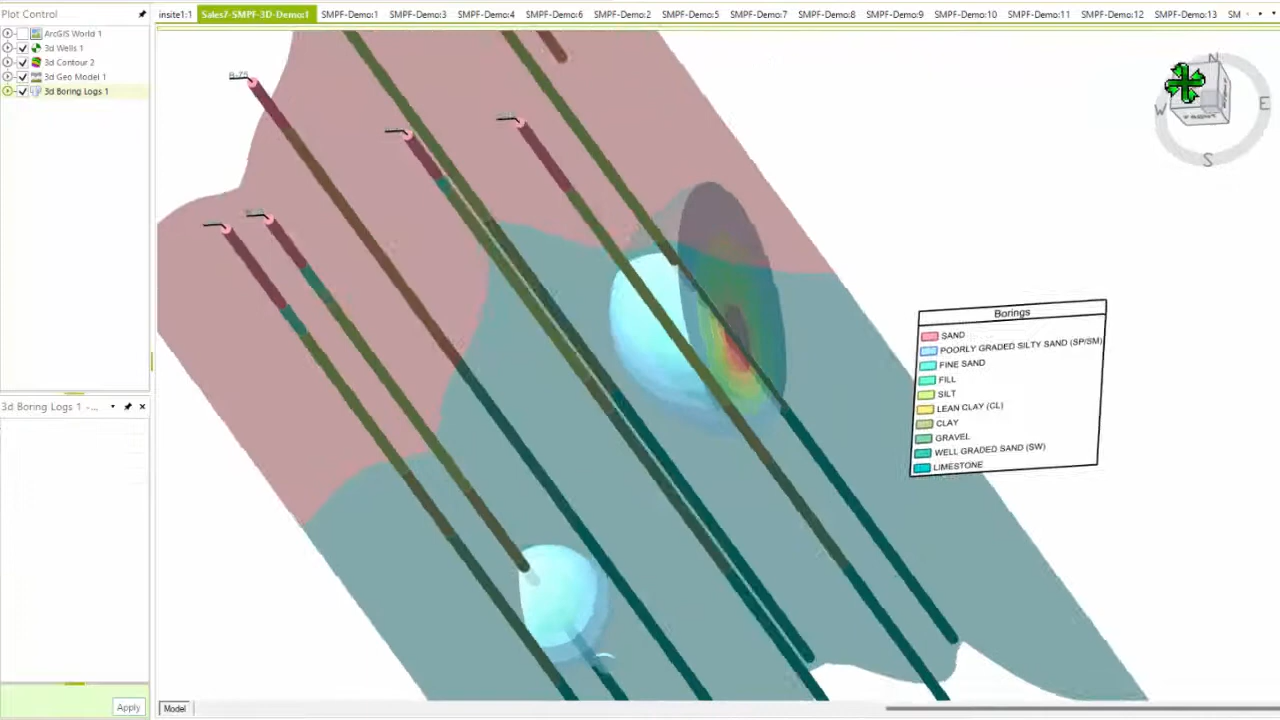 Plot Control
insite1:1 Sales7-SMPF-3D-Demo:1 SMPF-Demo:1 SMPF-Demo:3 SMPF-Demo:4 SMPF-Demo:6 SMPF-Demo:2 SMPF-Demo:5 SMPF-Demo:7 SMPF-Demo:8 SMPF-Demo:9 SMPF-Demo:10 SMPF-Demo:11 SMPF-Demo:12 SMPF-Demo:13 SM
ArcGIS World 1
3d Wells 1
3d Contour 2
3d Geo Model 1
3d Boring Logs 1
N
W
E
S
Borings
SAND
POORLY GRADED SILTY SAND (SP/SM)
FINE SAND
FILL
SILT
LEAN CLAY (CL)
CLAY
GRAVEL
WELL GRADED SAND (SW)
LIMESTONE
3d Boring Logs 1 -...
Apply
Model